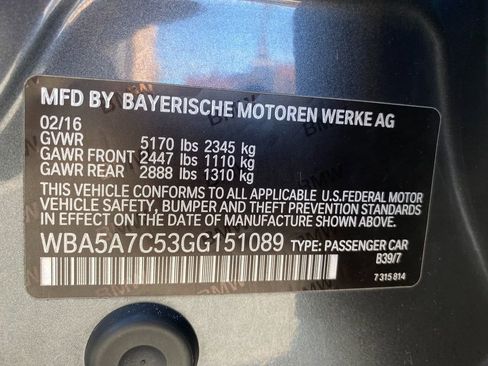 MFD BY BAYERISCHE MOTOREN WERKE AG
02/16
GVWR 5170 lbs 2345 kg
GAWR FRONT 2447 lbs 1110 kg
GAWR REAR 2888 lbs 1310 kg
THIS VEHICLE CONFORMS TO ALL APPLICABLE U.S.FEDERAL MOTOR
VEHICLE SAFETY, BUMPER AND THEFT PREVENTION STANDARDS IN
EFFECT ON THE DATE OF MANUFACTURE SHOWN ABOVE.
WBA5A7C53GG151089 TYPE: PASSENGER CAR
B39/7
7 315 814